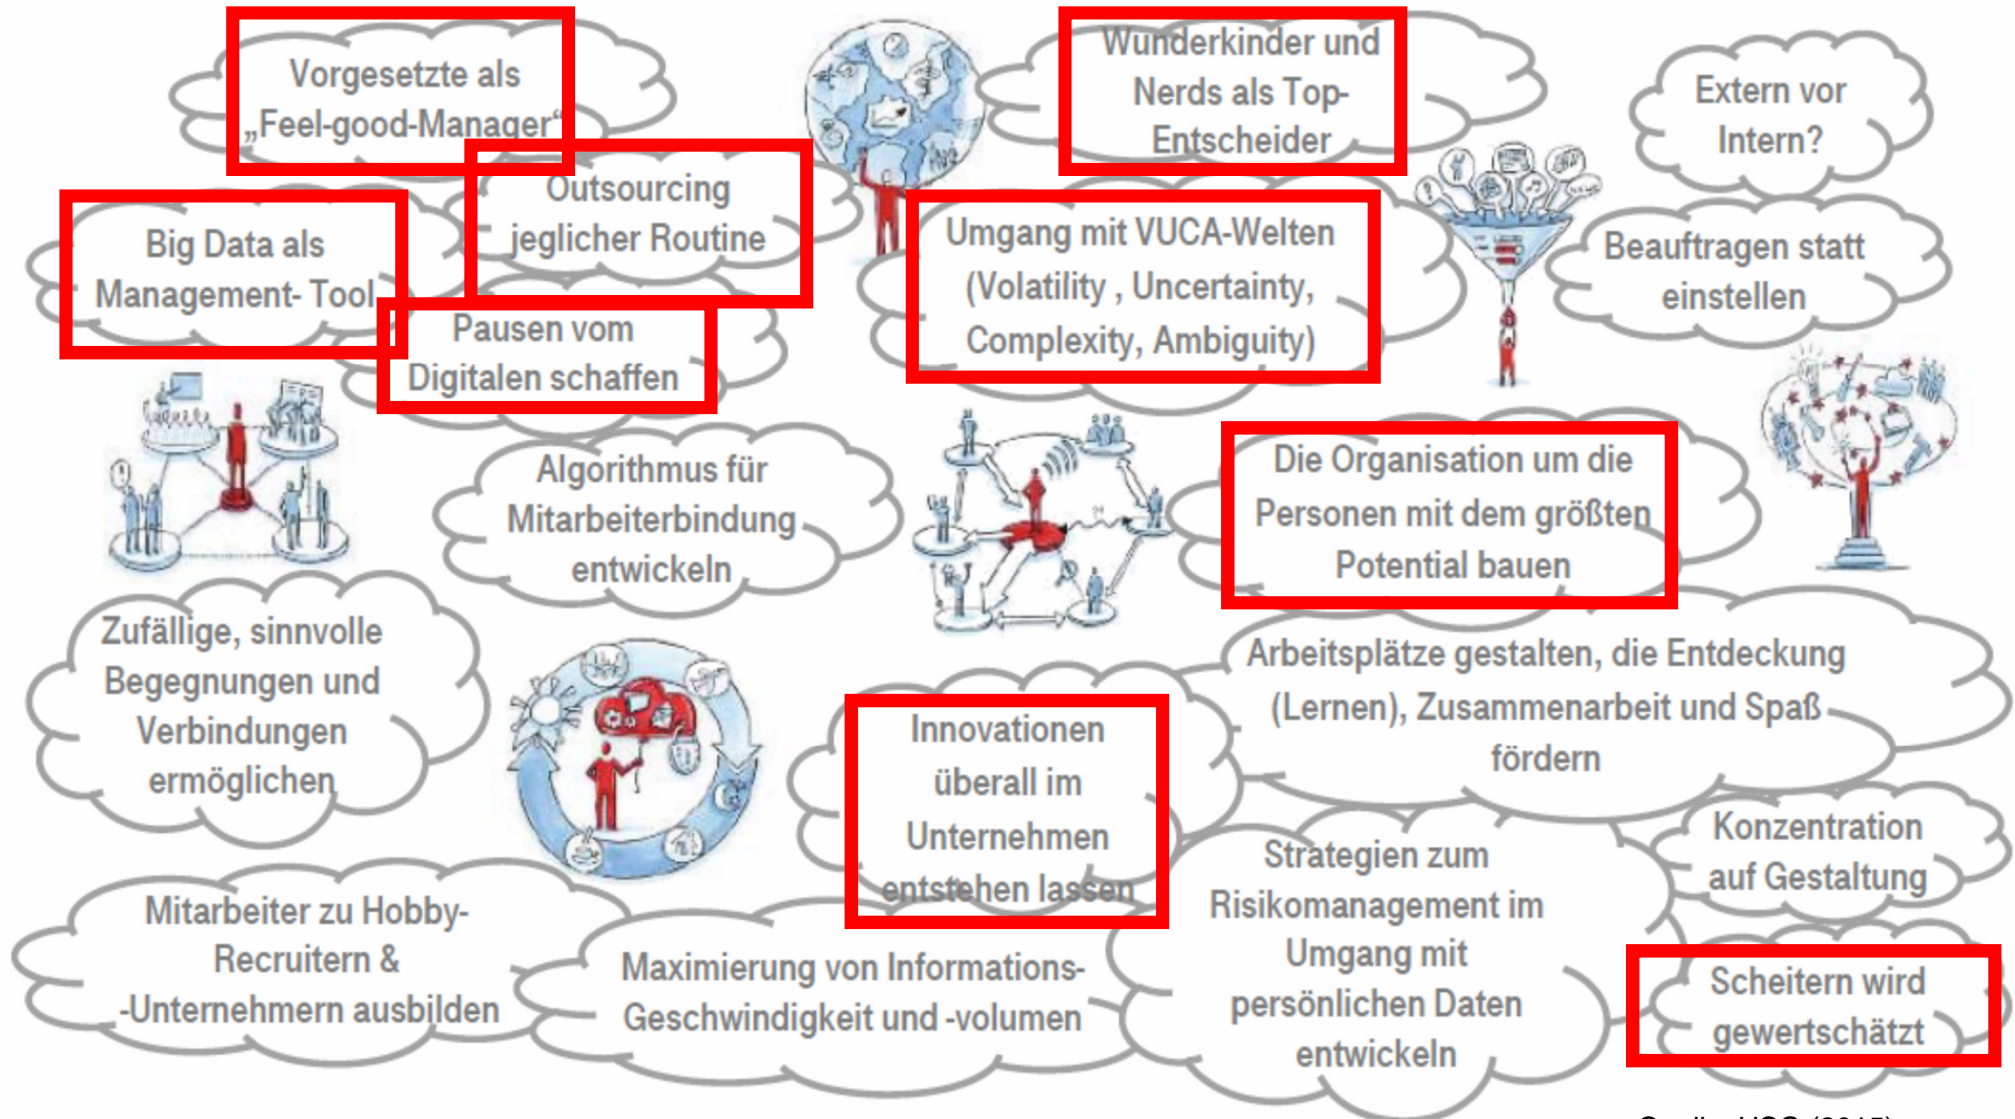 Vorgesetzte als
„Feel-good-Manager“
Wunderkinder und
Nerds als Top-
Entscheider
Extern vor
Intern?
Outsourcing
jeglicher Routine
Big Data als
Management- Tool
Umgang mit VUCA-Welten
(Volatility , Uncertainty,
Complexity, Ambiguity)
Beauftragen statt
einstellen
Pausen vom
Digitalen schaffen
Algorithmus für
Mitarbeiterbindung
entwickeln
Die Organisation um die
Personen mit dem größten
Potential bauen
Zufällige, sinnvolle
Begegnungen und
Verbindungen
ermöglichen
Arbeitsplätze gestalten, die Entdeckung
(Lernen), Zusammenarbeit und Spaß
fördern
Innovationen
überall im
Unternehmen
entstehen lassen
Konzentration
auf Gestaltung
Strategien zum
Risikomanagement im
Umgang mit
persönlichen Daten
entwickeln
Mitarbeiter zu Hobby-
Recruitern &
-Unternehmern ausbilden
Maximierung von Informations-
Geschwindigkeit und -volumen
Scheitern wird
gewertschätzt